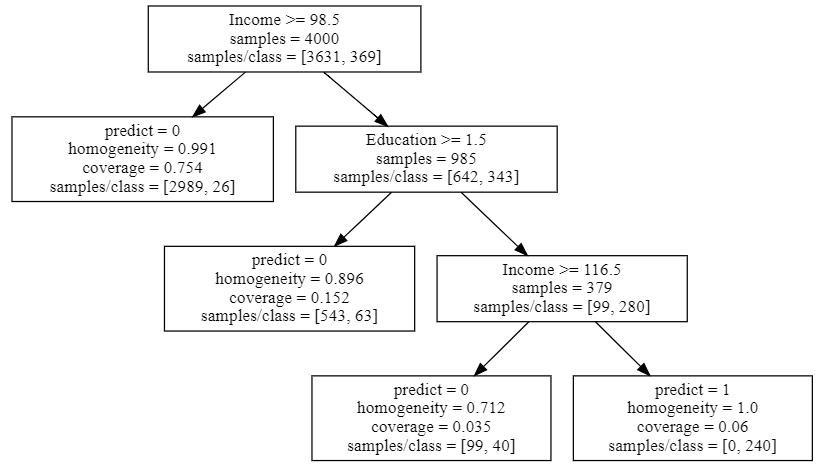 Income >= 98.5
samples = 4000
samples/class = [3631, 369]
predict = 0
homogeneity = 0.991
coverage = 0.754
samples/class = [2989, 26]
Education >= 1.5
samples = 985
samples/class = [642, 343]
predict = 0
homogeneity = 0.896
coverage = 0.152
samples/class = [543, 63]
Income >= 116.5
samples = 379
samples/class = [99, 280]
predict = 0
homogeneity = 0.712
coverage = 0.035
samples/class = [99, 40]
predict = 1
homogeneity = 1.0
coverage = 0.06
samples/class = [0, 240]